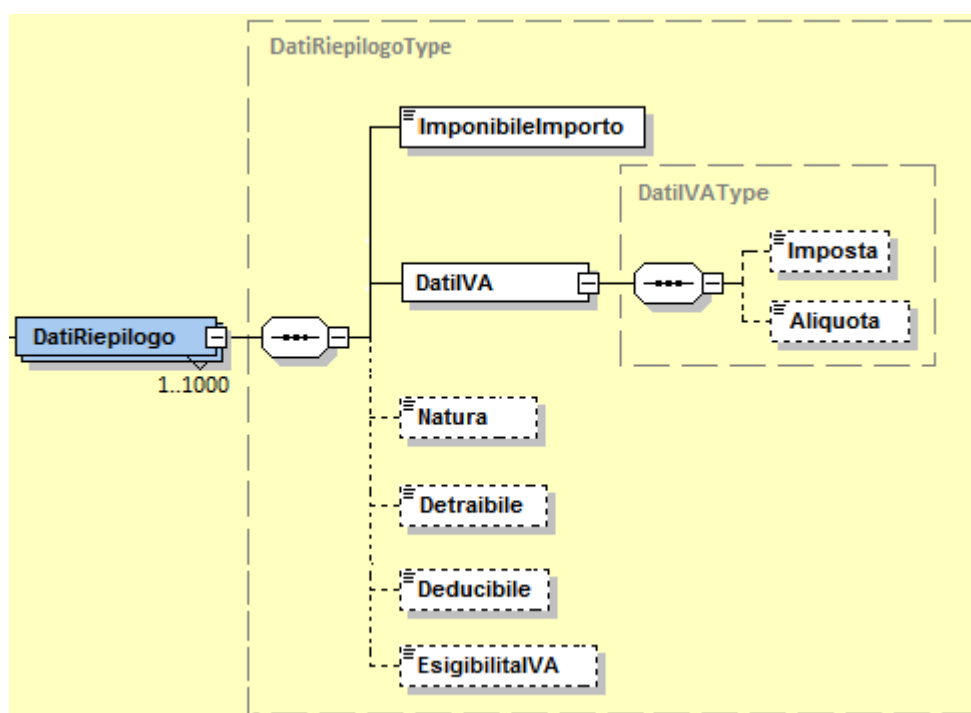 DatiRiepilogoType
ImponibileImporto
DatiIVAType
Imposta
DatiIVA
Aliquota
DatiRiepilogo
1..1000
Natura
Detraibile
Deducibile
EsigibilitaIVA